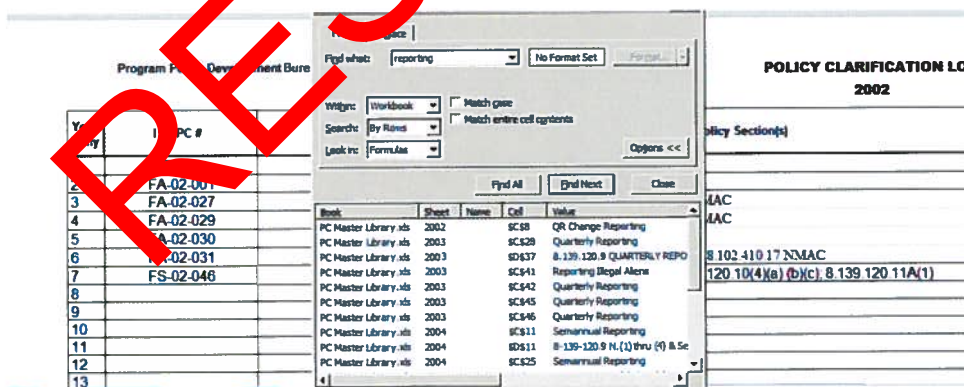 RES
place
Find what: reporting No Format Set Format...
Program Policy Development Bure
POLICY CLARIFICATION LO
2002
Within: Workbook Match case
Search: By Rows Match entire cell contents
Look in: Formulas Options <<
PC # olicy Section(s)
Find All Find Next Close
2 FA-02-001
3 FA-02-027 MAC
4 FA-02-029 MAC
5 FA-02-030
6 02-031 8 102 410 17 NMAC
7 FS-02-046 120 10(4)(a) (b)(c), 8.139 120 11A(1)
8
9
10
11
12
13
Book Sheet Name Cell Value
PC Master Library.xls 2002 $C$8 QR Change Reporting
PC Master Library.xls 2003 $C$28 Quarterly Reporting
PC Master Library.xls 2003 $D$37 8.139.120.9 QUARTERLY REPO
PC Master Library.xls 2003 $C$41 Reporting Illegal Aliens
PC Master Library.xls 2003 $C$42 Quarterly Reporting
PC Master Library.xls 2003 $C$45 Quarterly Reporting
PC Master Library.xls 2003 $C$46 Quarterly Reporting
PC Master Library.xls 2004 $C$11 Semiannual Reporting
PC Master Library.xls 2004 $D$11 8-139-120.9 N.(1) thru (4) & Se
PC Master Library.xls 2004 $C$25 Semiannual Reporting